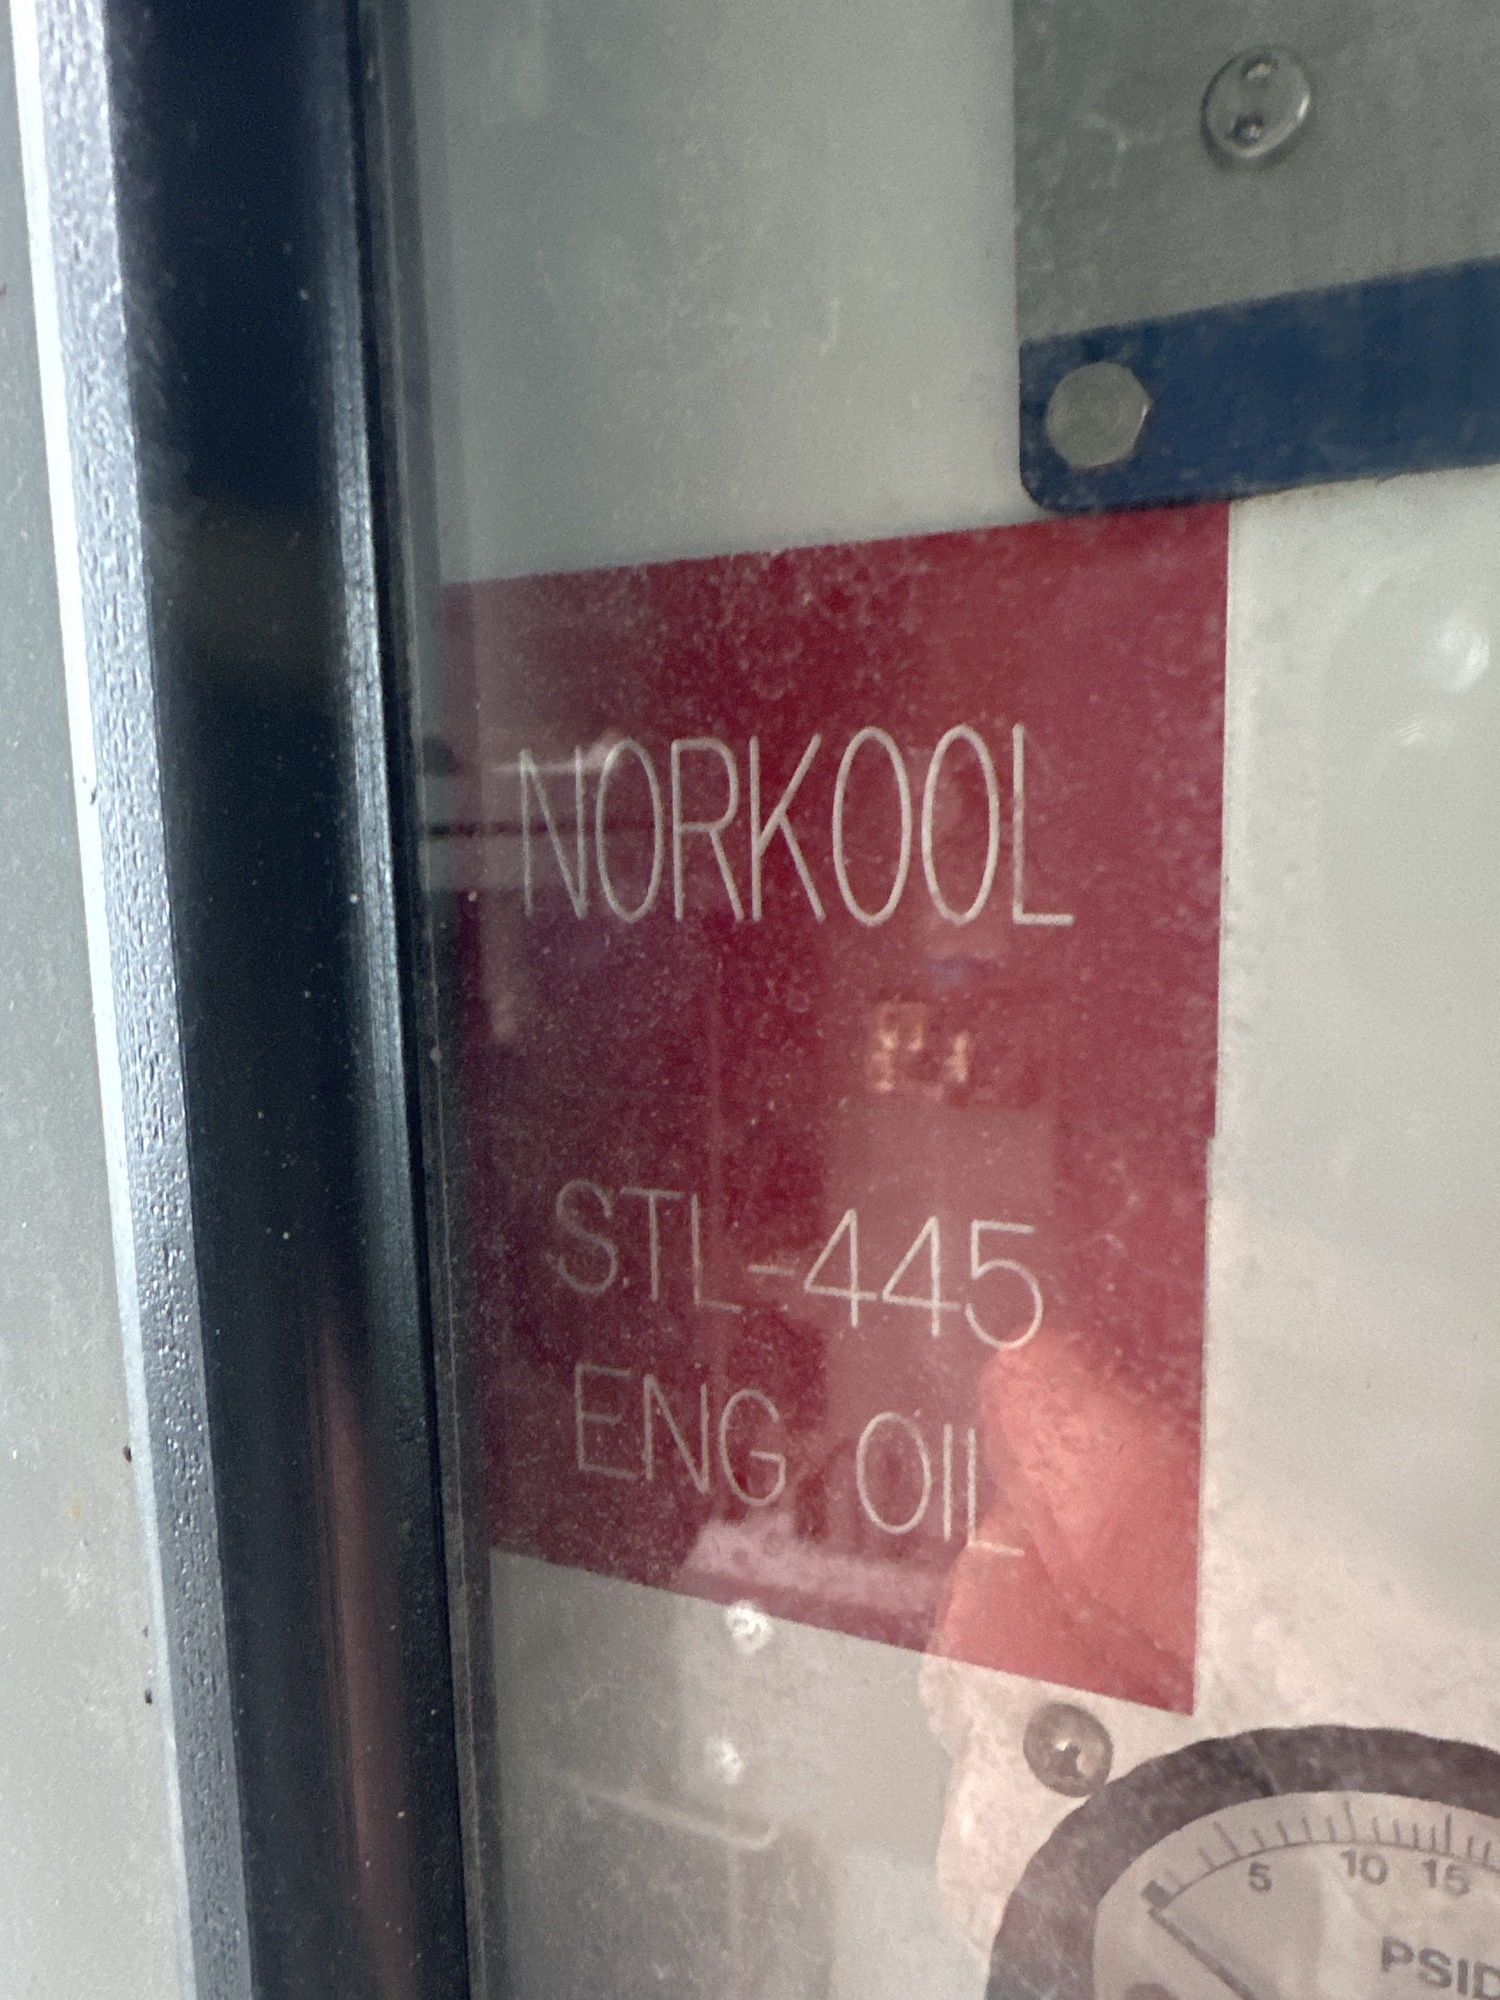 NORKOOL
STL-445
ENG OIL
5 10 15
PSID